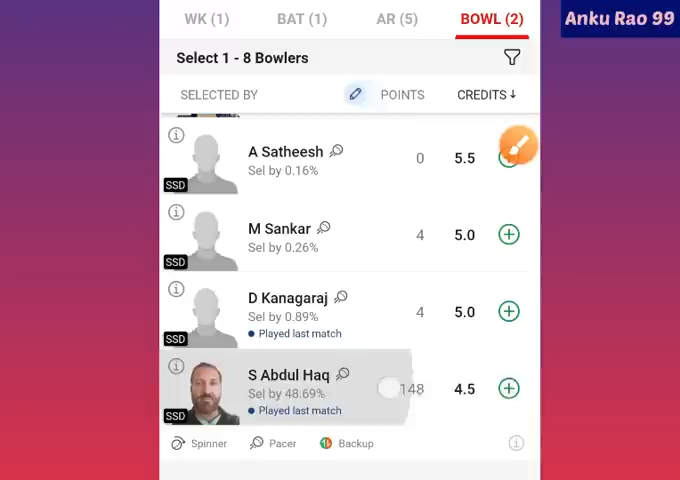 WK (1) BAT (1) AR (5) BOWL (2)
Anku Rao 99
Select 1 - 8 Bowlers
SELECTED BY POINTS CREDITS↓
A Satheesh
Sel by 0.16%
0 5.5
SSD
M Sankar
Sel by 0.26%
4 5.0
SSD
D Kanagaraj
Sel by 0.89%
Played last match
4 5.0
SSD
S Abdul Haq
Sel by 48.69%
Played last match
148 4.5
SSD
Spinner Pacer Backup